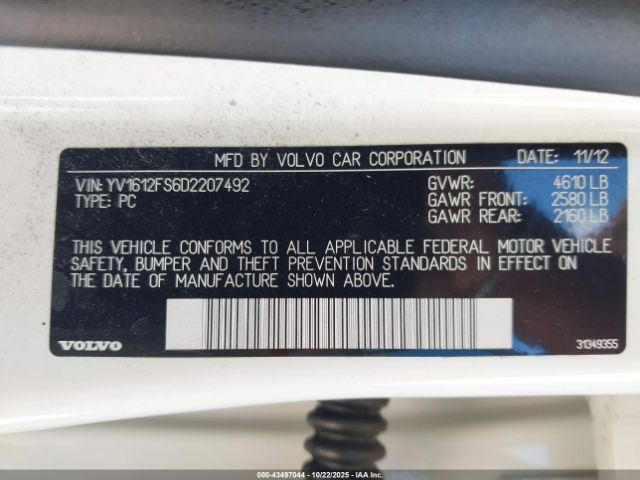 MFD BY VOLVO CAR CORPORATION DATE: 11/12
VIN: YV1612FS6D2207492 GVWR: 4610 LB
TYPE: PC GAWR FRONT: 2580 LB
GAWR REAR: 2160 LB
THIS VEHICLE CONFORMS TO ALL APPLICABLE FEDERAL MOTOR VEHICLE
SAFETY, BUMPER AND THEFT PREVENTION STANDARDS IN EFFECT ON
THE DATE OF MANUFACTURE SHOWN ABOVE.
VOLVO 31349355
000-43497044 | 10/22/2025 | IAA Inc.